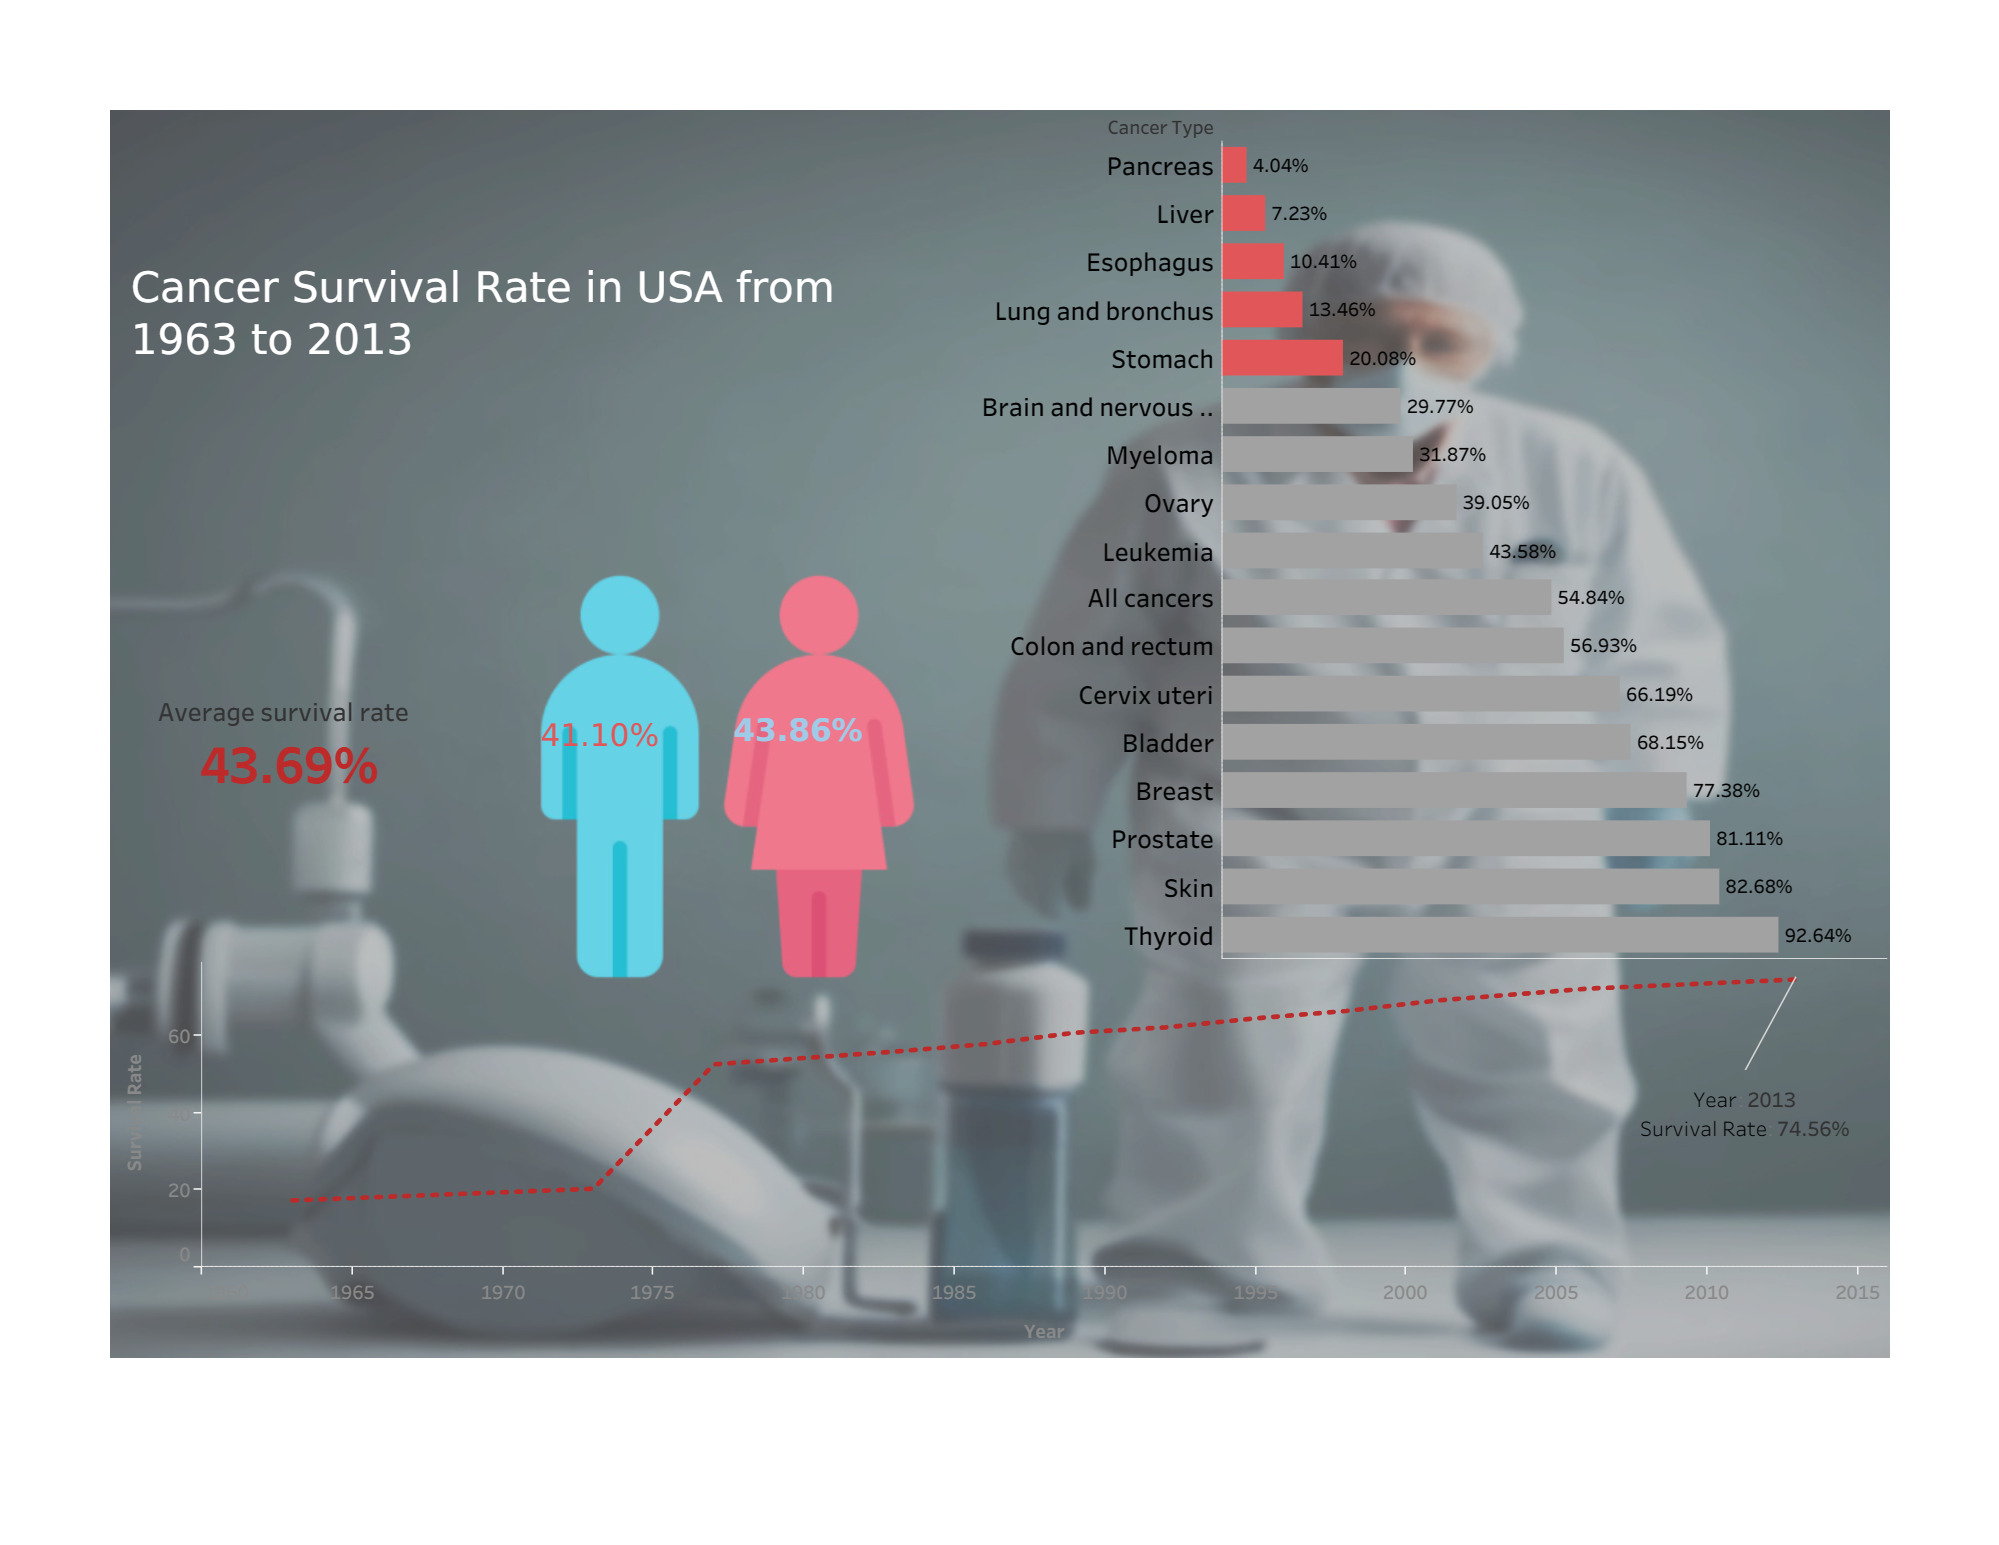 Cancer Survival Rate in USA from
1963 to 2013
Cancer Type
Pancreas 4.04%
Liver 7.23%
Esophagus 10.41%
Lung and bronchus 13.46%
Stomach 20.08%
Brain and nervous .. 29.77%
Myeloma 31.87%
Ovary 39.05%
Leukemia 43.58%
All cancers 54.84%
Colon and rectum 56.93%
Cervix uteri 66.19%
Bladder 68.15%
Breast 77.38%
Prostate 81.11%
Skin 82.68%
Thyroid 92.64%
Average survival rate
43.69%
41.10%
43.86%
Survival Rate
60
40
20
0
Year 2013
Survival Rate 74.56%
1965 1970 1975 1980 1985 1990 1995 2000 2005 2010 2015
Year